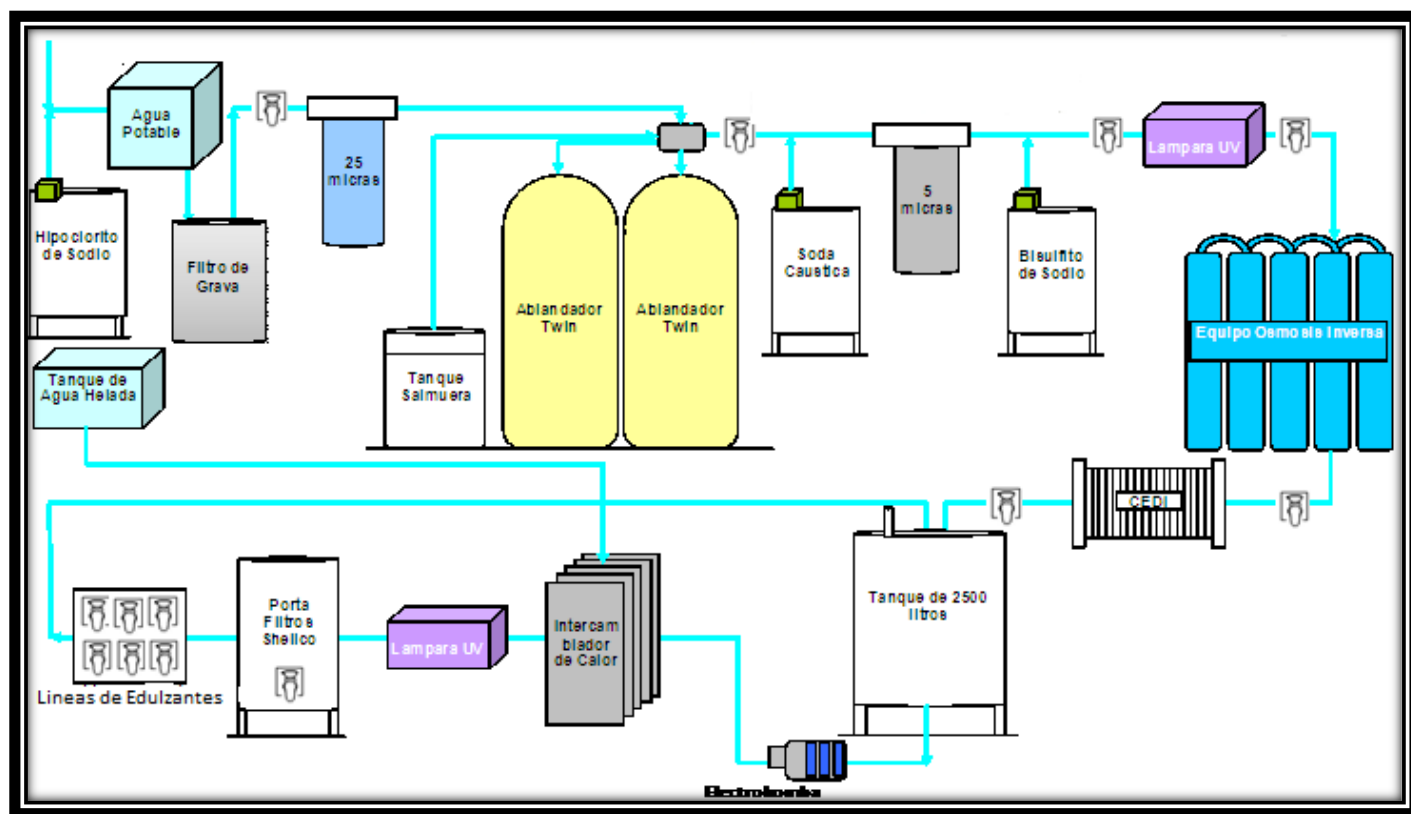 Agua
Potable
25
micras
Lampara UV
Hipoclorito
de Sodio
Filtro de
Grava
5
micras
Soda
Caustica
Bisulfito
de Sodio
Ablandador
Twin
Ablandador
Twin
Equipo Osmosis Inversa
Tanque de
Agua Helada
Tanque
Salmuera
CEDI
Tanque de 2500
litros
Porta
Filtros
Shelico
Lampara UV
Intercam
biador
de Calor
Lineas de Edulzantes
Electrobomba